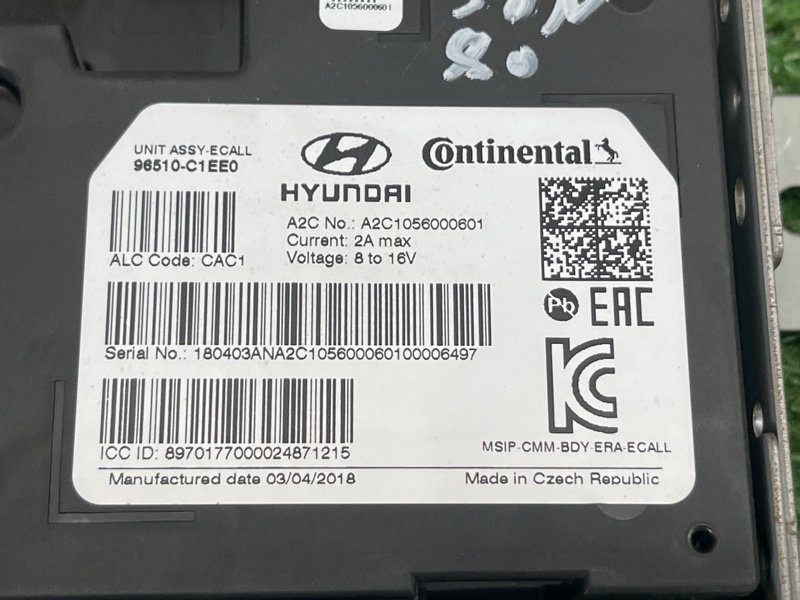 A2C1056000601
UNIT ASSY-ECALL
96510-C1EE0
HYUNDAI
Continental
A2C No.: A2C1056000601
Current: 2A max
Voltage: 8 to 16V
ALC Code: CAC1
Pb
EAC
Serial No.: 180403ANA2C105600060100006497
KC
MSIP-CMM-BDY-ERA-ECALL
ICC ID: 8970177000024871215
Manufactured date 03/04/2018
Made in Czech Republic